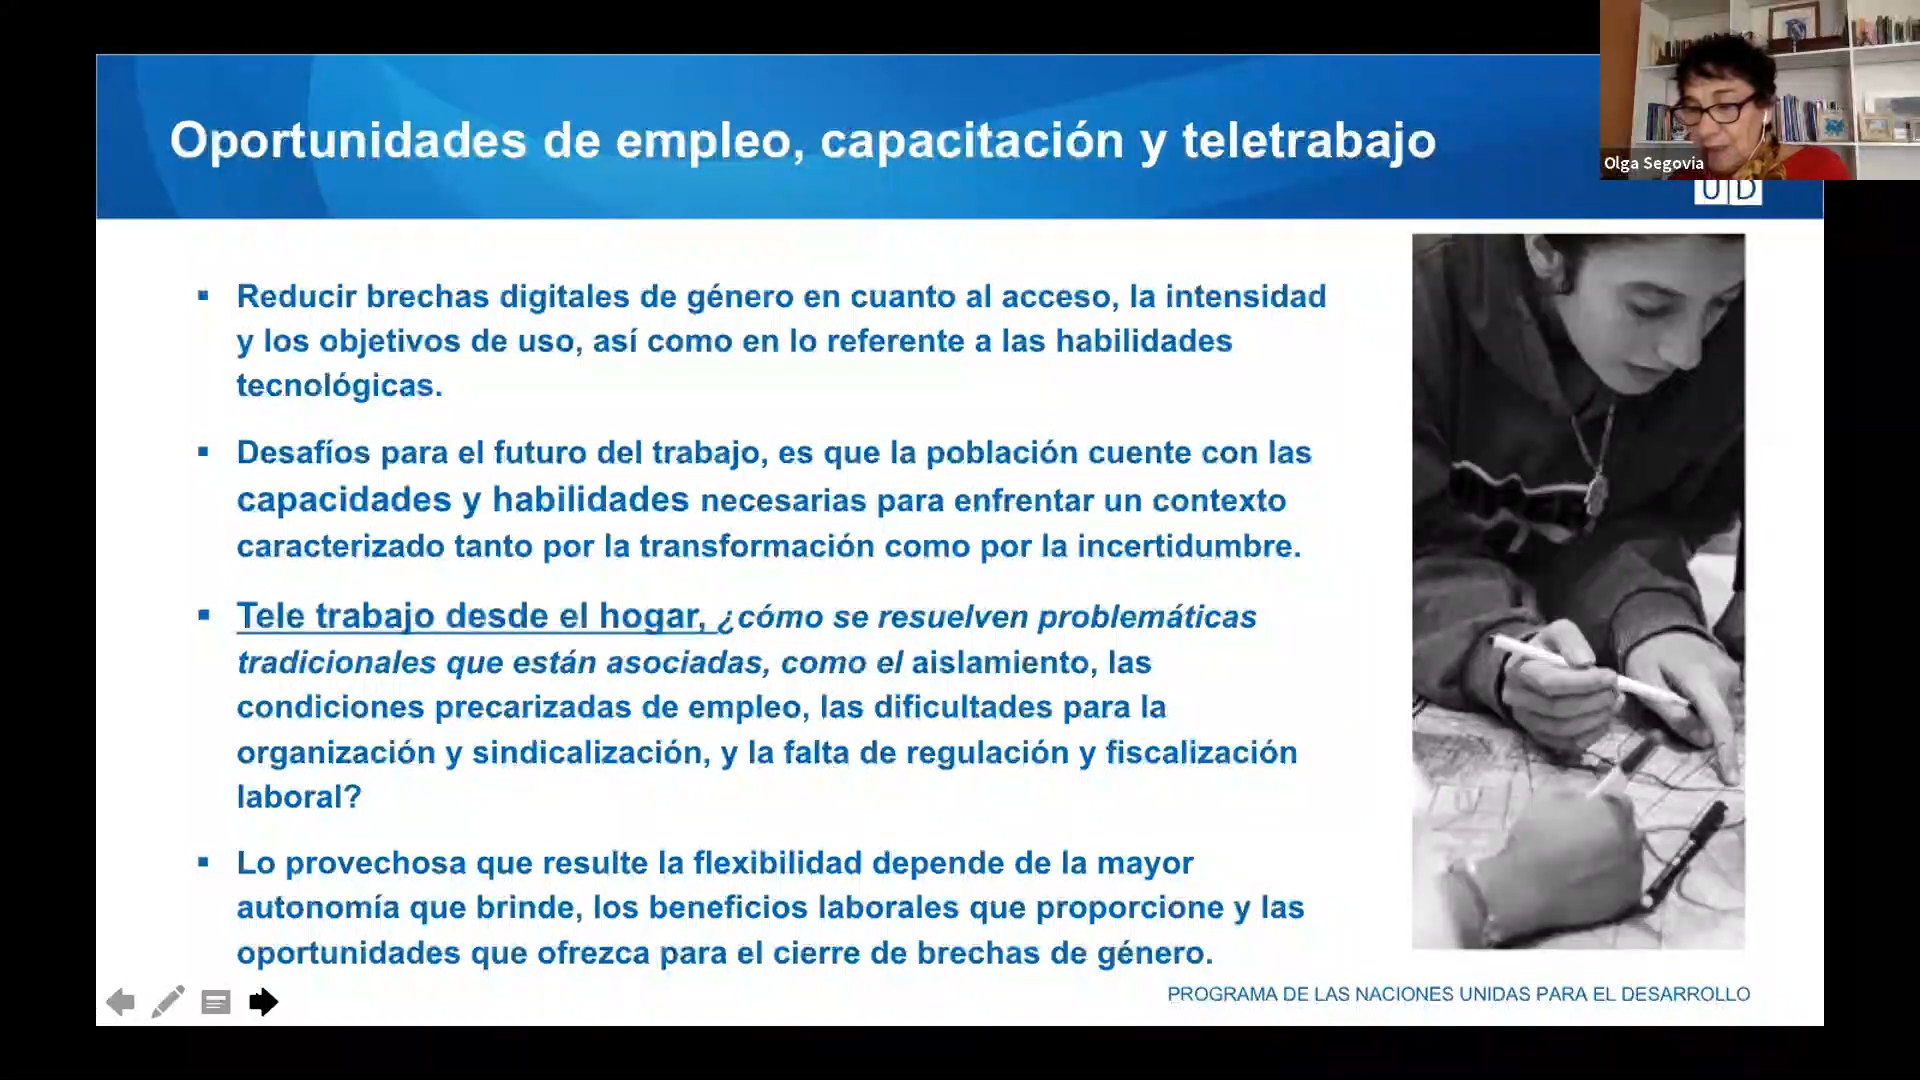 Oportunidades de empleo, capacitación y teletrabajo
Olga Segovia
U D
Reducir brechas digitales de género en cuanto al acceso, la intensidad
y los objetivos de uso, así como en lo referente a las habilidades
tecnológicas.
Desafíos para el futuro del trabajo, es que la población cuente con las
capacidades y habilidades necesarias para enfrentar un contexto
caracterizado tanto por la transformación como por la incertidumbre.
Tele trabajo desde el hogar, ¿cómo se resuelven problemáticas
tradicionales que están asociadas, como el aislamiento, las
condiciones precarizadas de empleo, las dificultades para la
organización y sindicalización, y la falta de regulación y fiscalización
laboral?
Lo provechosa que resulte la flexibilidad depende de la mayor
autonomía que brinde, los beneficios laborales que proporcione y las
oportunidades que ofrezca para el cierre de brechas de género.
PROGRAMA DE LAS NACIONES UNIDAS PARA EL DESARROLLO